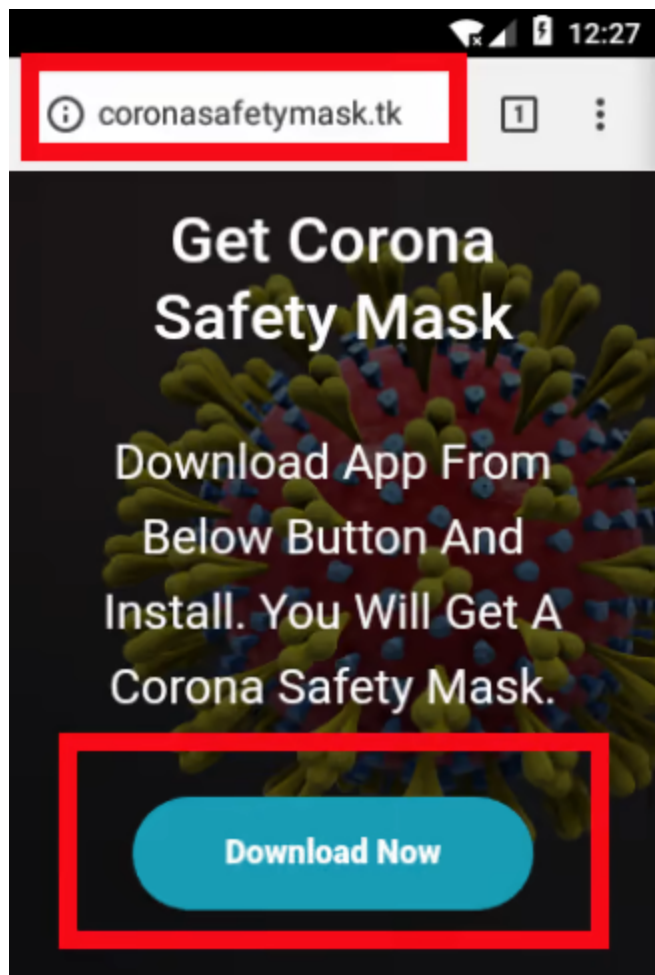 12:27
coronasafetymask.tk
1
Get Corona
Safety Mask
Download App From
Below Button And
Install. You Will Get A
Corona Safety Mask.
Download Now